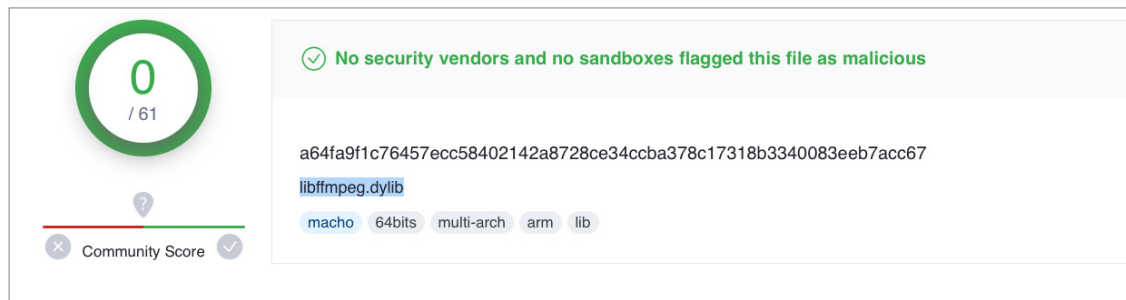 0
/ 61
?
Community Score
No security vendors and no sandboxes flagged this file as malicious
a64fa9f1c76457ecc58402142a8728ce34ccba378c17318b3340083eeb7acc67
libffmpeg.dylib
macho 64bits multi-arch arm lib